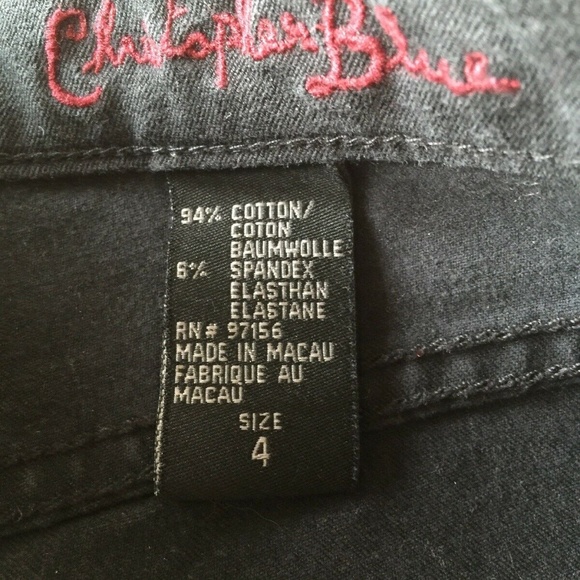 Christopher Blue
94% COTTON/
COTON
BAUMWOLLE
6% SPANDEX
ELASTHAN
ELASTANE
RN# 97156
MADE IN MACAU
FABRIQUE AU
MACAU
SIZE
4